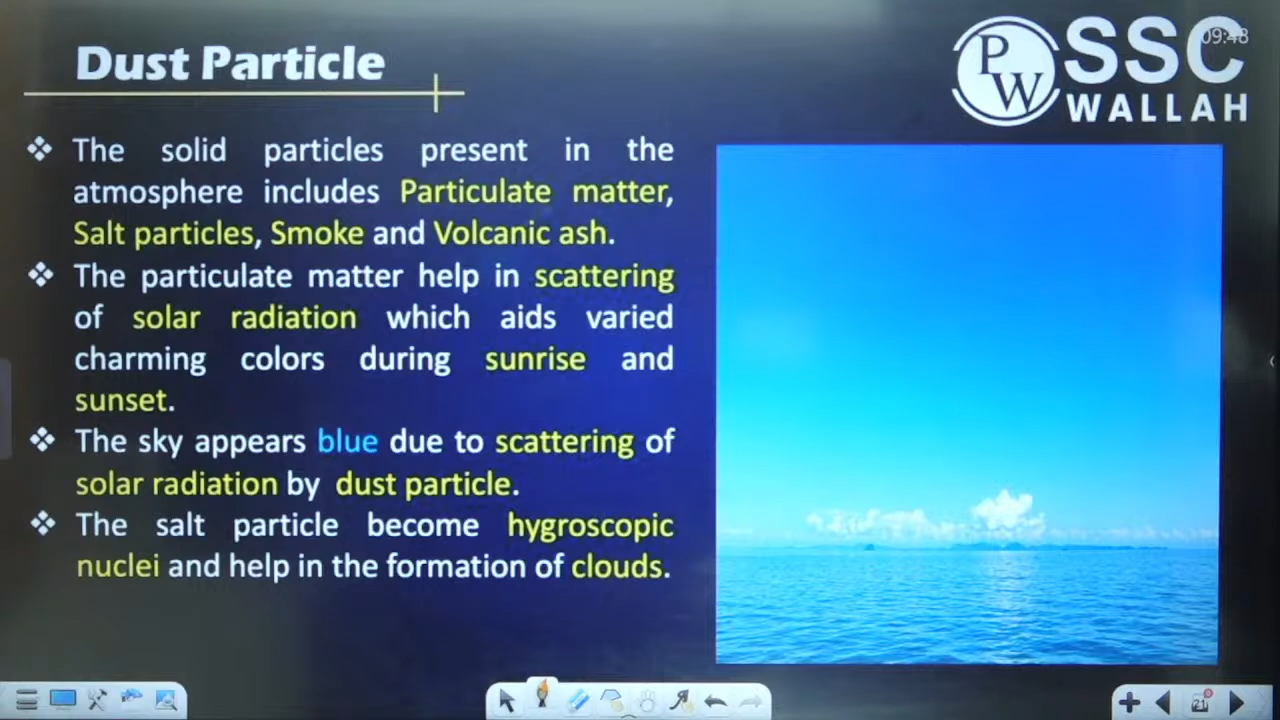 Dust Particle
PW
SSC
WALLAH
09:48
❖ The solid particles present in the
atmosphere includes Particulate matter,
Salt particles, Smoke and Volcanic ash.
❖ The particulate matter help in scattering
of solar radiation which aids varied
charming colors during sunrise and
sunset.
❖ The sky appears blue due to scattering of
solar radiation by dust particle.
❖ The salt particle become hygroscopic
nuclei and help in the formation of clouds.
21